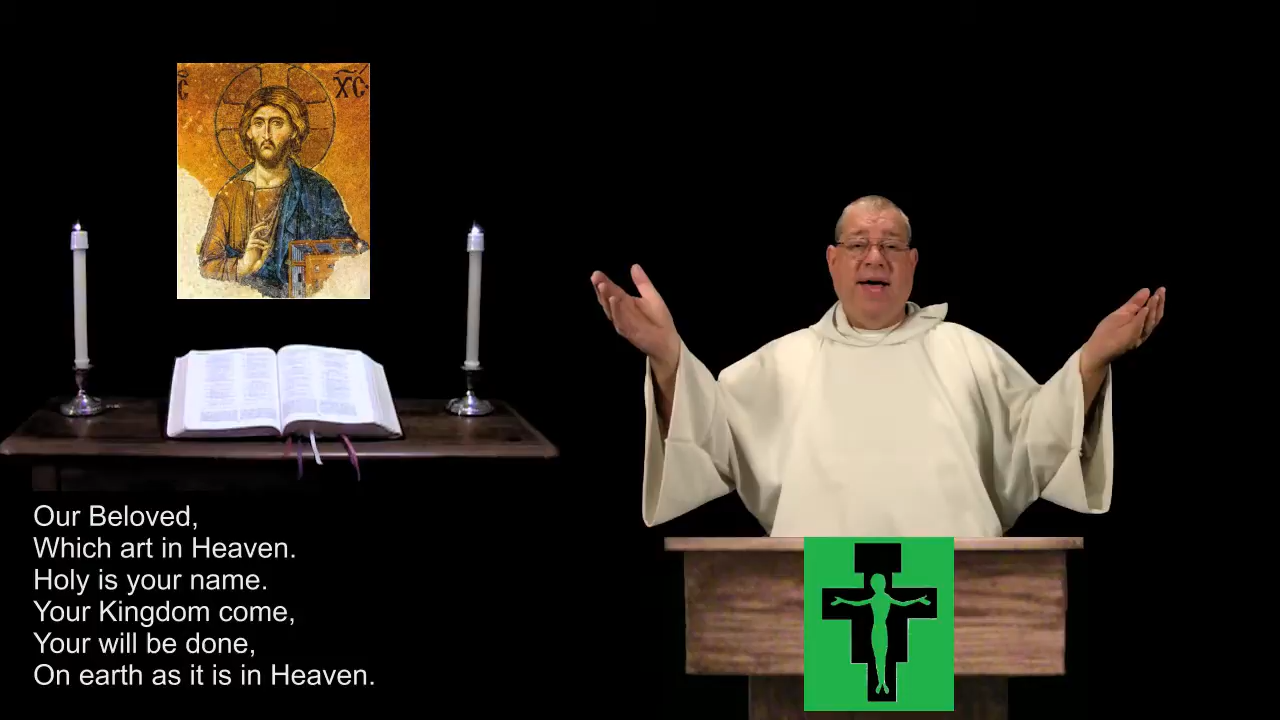 XC
Our Beloved,
Which art in Heaven.
Holy is your name.
Your Kingdom come,
Your will be done,
On earth as it is in Heaven.